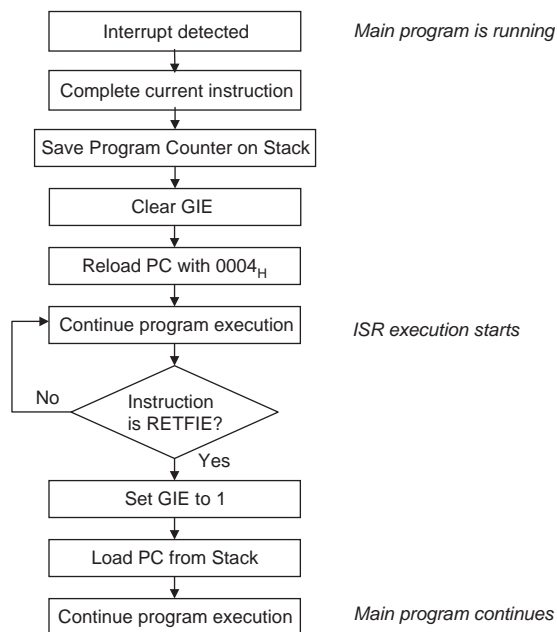 Interrupt detected
Main program is running
Complete current instruction
Save Program Counter on Stack
Clear GIE
Reload PC with 0004H
Continue program execution
ISR execution starts
No
Instruction
is RETFIE?
Yes
Set GIE to 1
Load PC from Stack
Continue program execution
Main program continues